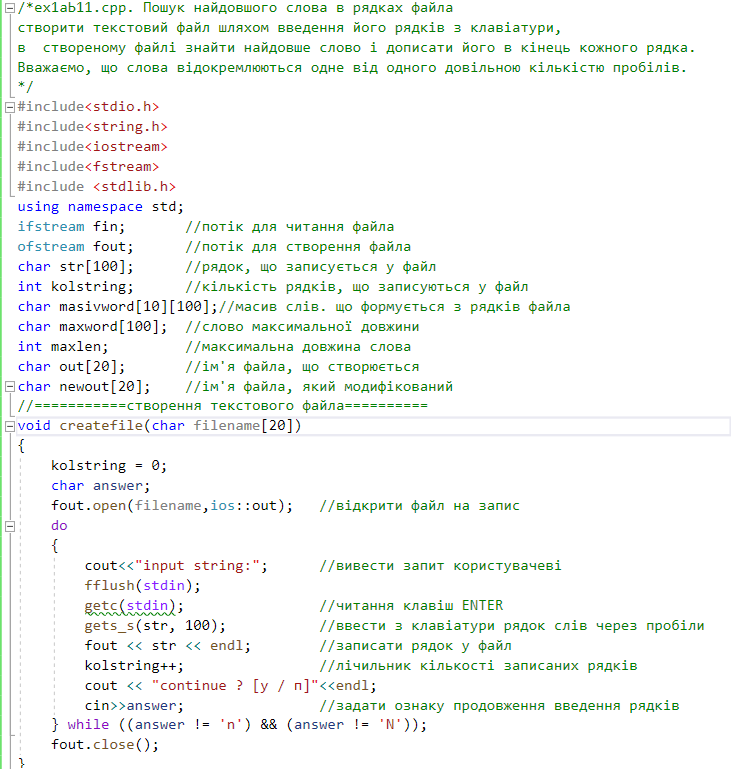 /*ex1aЬ11.cpp. Пошук найдовшого слова в рядках файла
створити текстовий файл шляхом введення його рядків з клавіатури,
в  створеному файлі знайти найдовше слово і дописати його в кінець кожного рядка.
Вважаємо, що слова відокремлюються одне від одного довільною кількістю пробілів.
*/
#include<stdio.h>
#include<string.h>
#include<iostream>
#include<fstream>
#include <stdlib.h>
using namespace std;
ifstream fin;       //потік для читання файла
ofstream fout;      //потік для створення файла
char str[100];      //рядок, що записується у файл
int kolstring;      //кількість рядків, що записуються у файл
char masivword[10][100];//масив слів. що формується з рядків файла
char maxword[100];  //слово максимальної довжини
int maxlen;         //максимальна довжина слова
char out[20];       //ім'я файла, що створюється
char newout[20];    //ім'я файла, який модифікований
//===========створення текстового файла==========
void createfile(char filename[20])
{
    kolstring = 0;
    char answer;
    fout.open(filename,ios::out);   //відкрити файл на запис
    do
    {
        cout<<"input string:";      //вивести запит користувачеві
        fflush(stdin);
        getc(stdin);                //читання клавіш ENTER
        gets_s(str, 100);           //ввести з клавіатури рядок слів через пробіли
        fout << str << endl;        //записати рядок у файл
        kolstring++;                //лічильник кількості записаних рядків
        cout << "continue ? [y / п]"<<endl;
        cin>>answer;                //задати ознаку продовження введення рядків
    } while ((answer != 'n') && (answer != 'N'));
    fout.close();
}